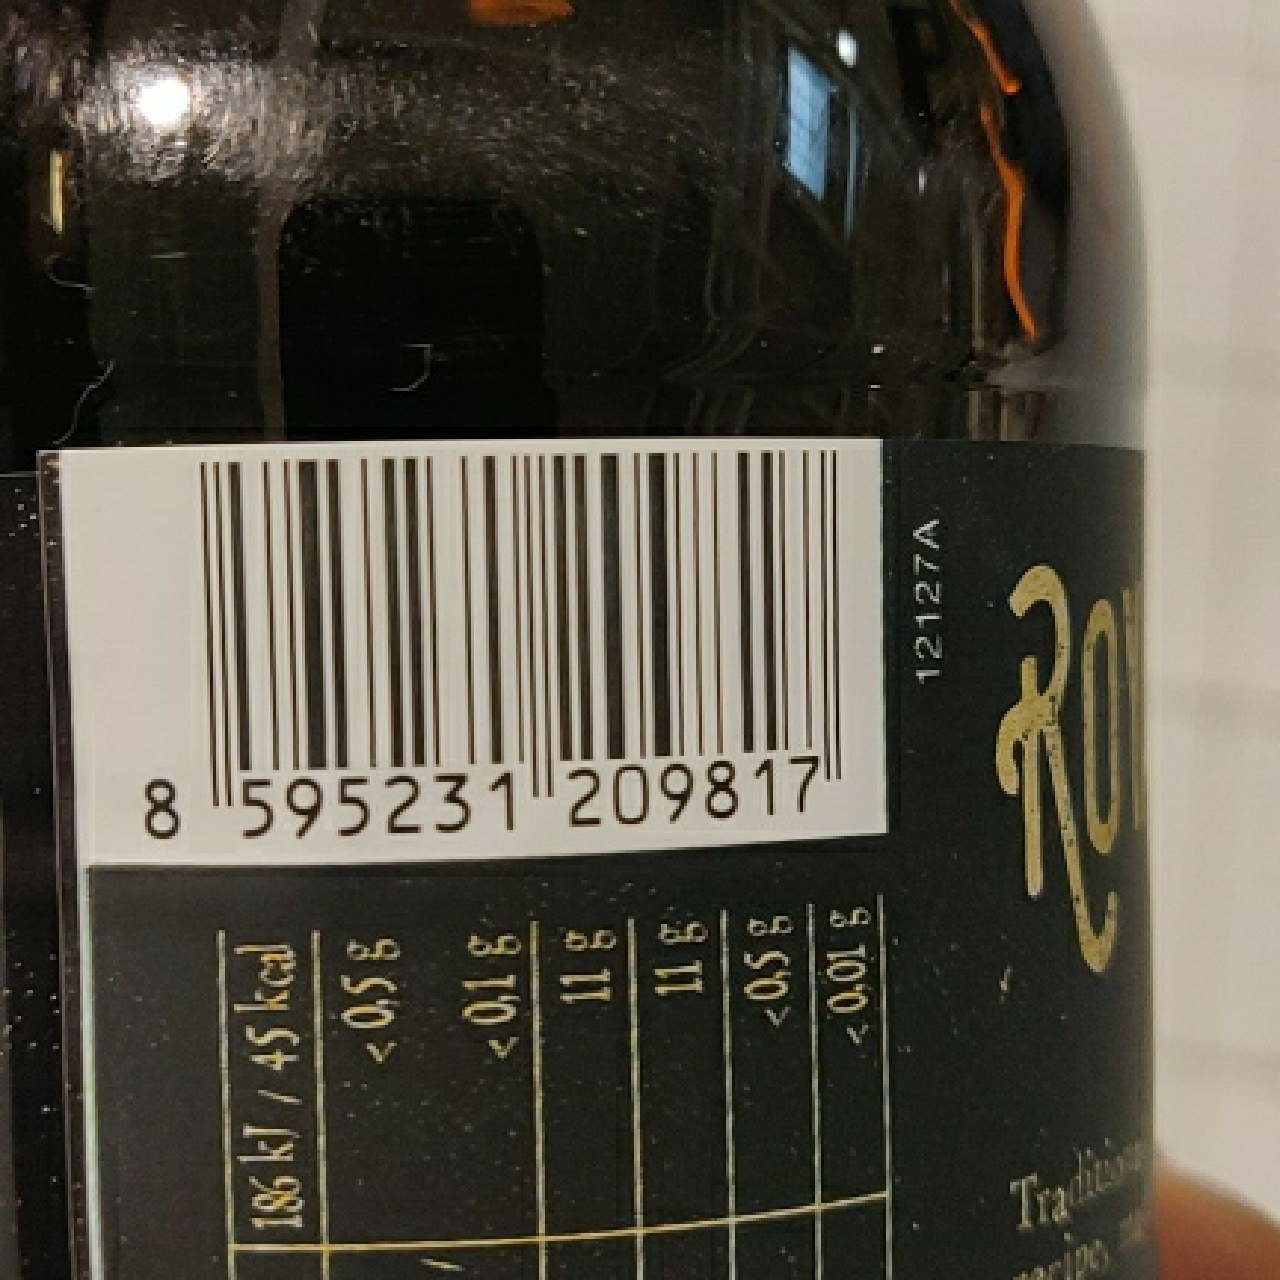 8 595231 209817
12127A
186 kJ / 45 kcal
< 0,5 g
< 0,1 g
11 g
11 g
< 0,5 g
< 0,01 g